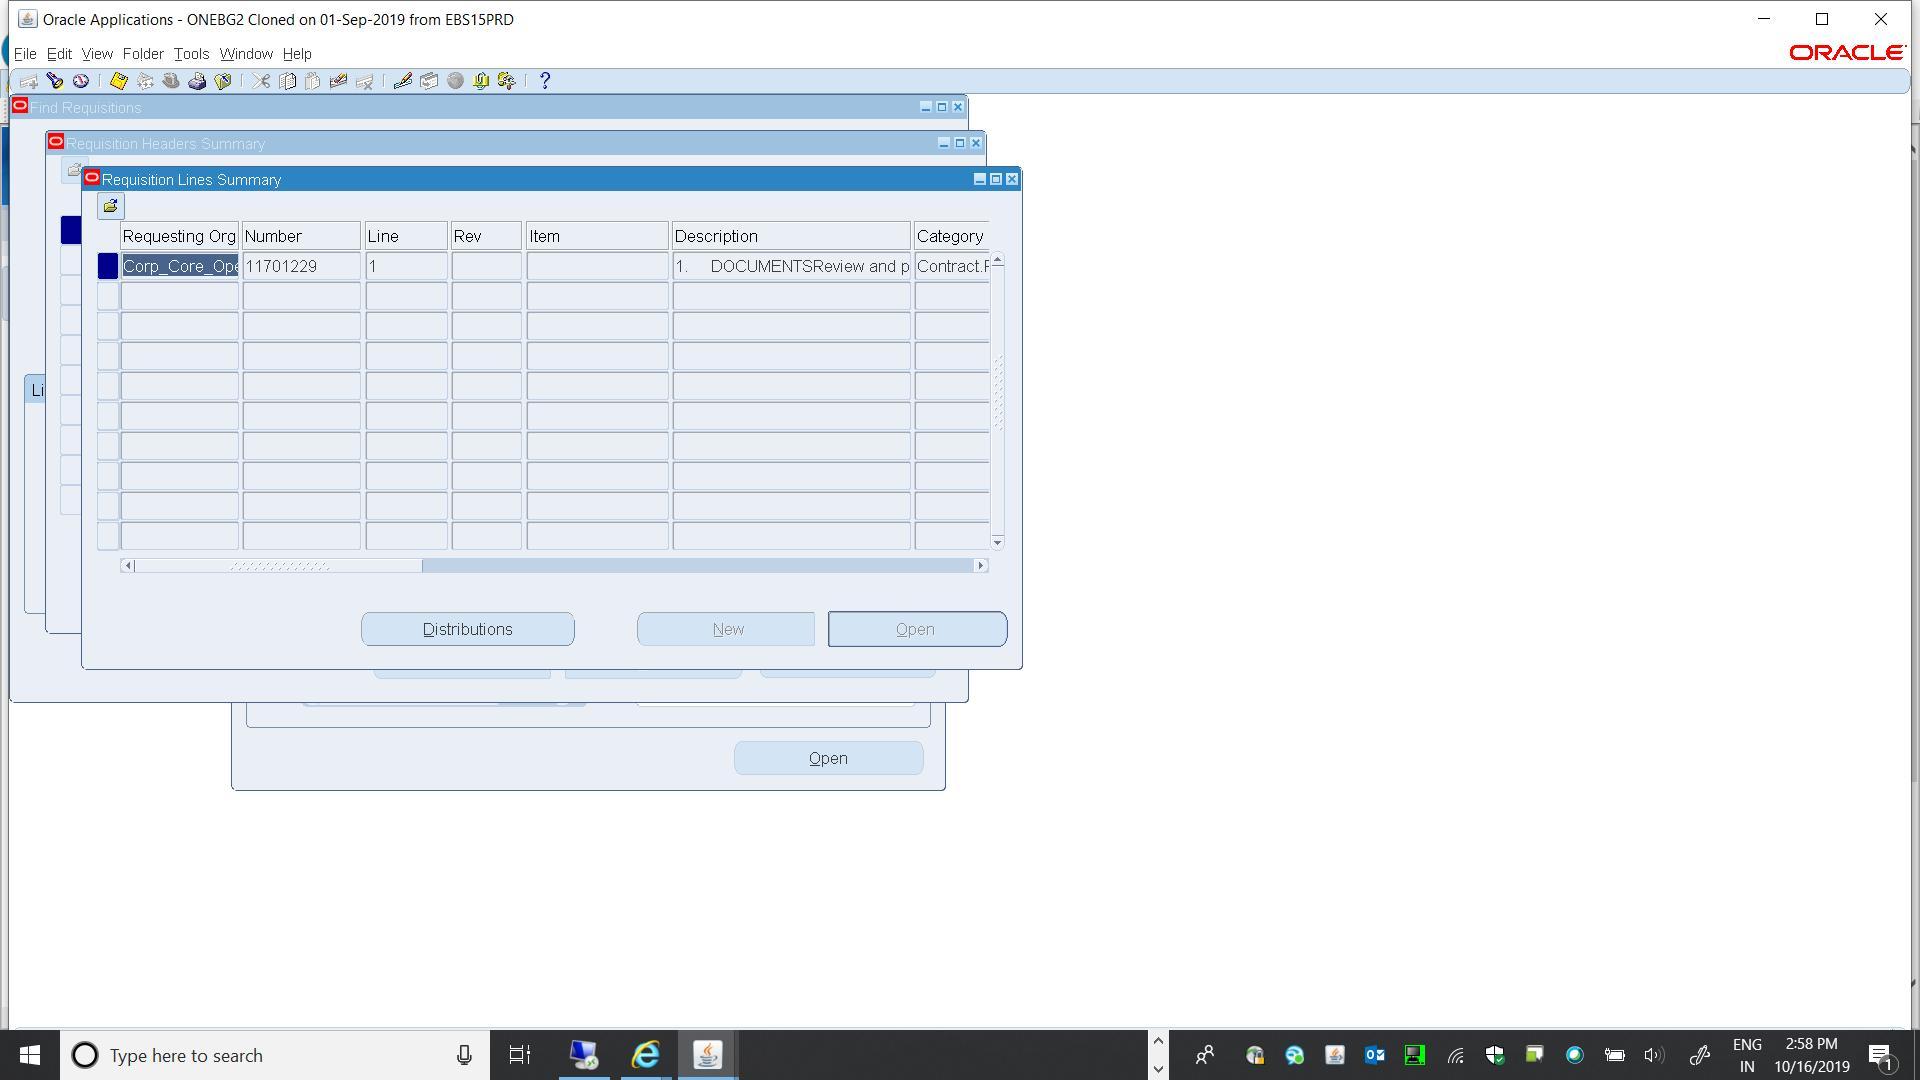 Oracle Applications - ONEBG2 Cloned on 01-Sep-2019 from EBS15PRD
File Edit View Folder Tools Window Help
ORACLE
?
Find Requisitions
Requisition Headers Summary
Requisition Lines Summary
Requesting Org Number Line Rev Item Description Category
Corp_Core_Ope 11701229 1 1. DOCUMENTSReview and p Contract.F
Li
Distributions New Open
Open
Type here to search
ENG 2:58 PM
IN 10/16/2019 1